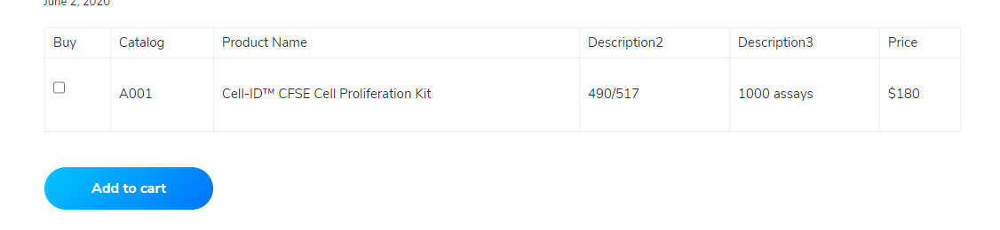 June 2, 2020
Buy Catalog Product Name Description2 Description3 Price
A001 Cell-ID™ CFSE Cell Proliferation Kit 490/517 1000 assays $180
Add to cart